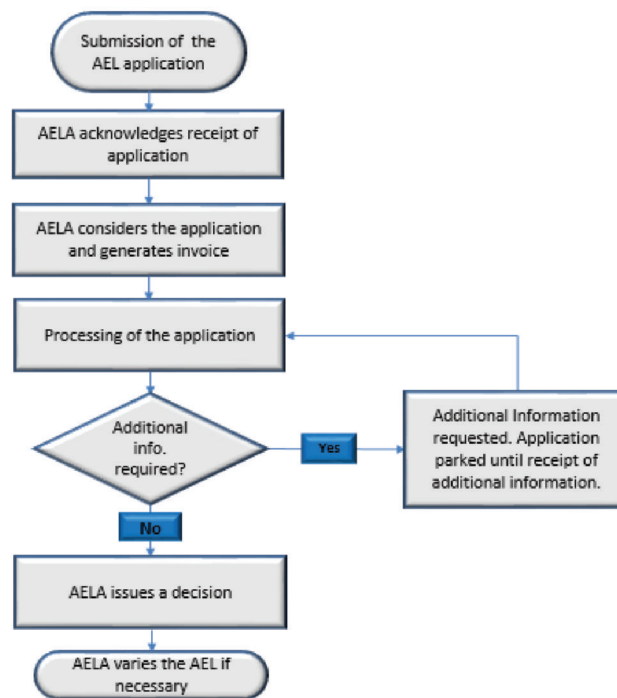 Submission of the
AEL application
AELA acknowledges receipt of
application
AELA considers the application
and generates invoice
Processing of the application
Additional
info.
required?
Yes
Additional Information
requested. Application
parked until receipt of
additional information.
No
AELA issues a decision
AELA varies the AEL if
necessary